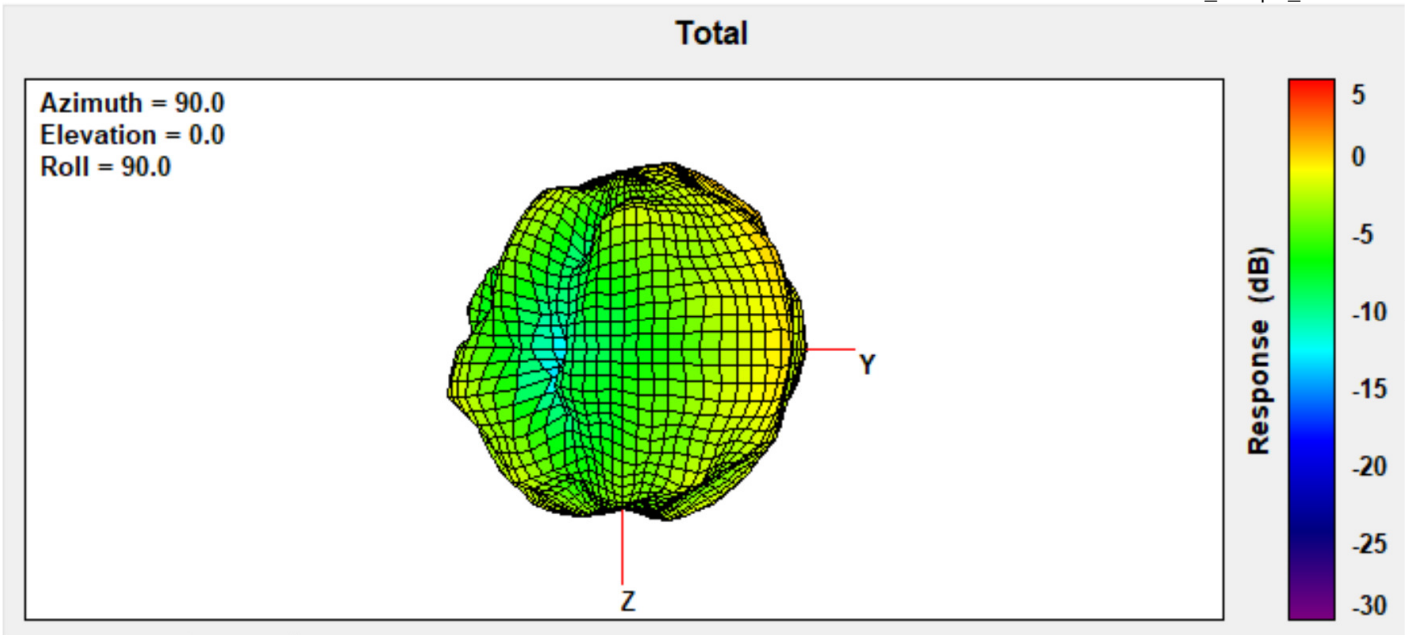 Total
Azimuth = 90.0
Elevation = 0.0
Roll = 90.0
Y
Z
Response (dB)
5
0
-5
-10
-15
-20
-25
-30